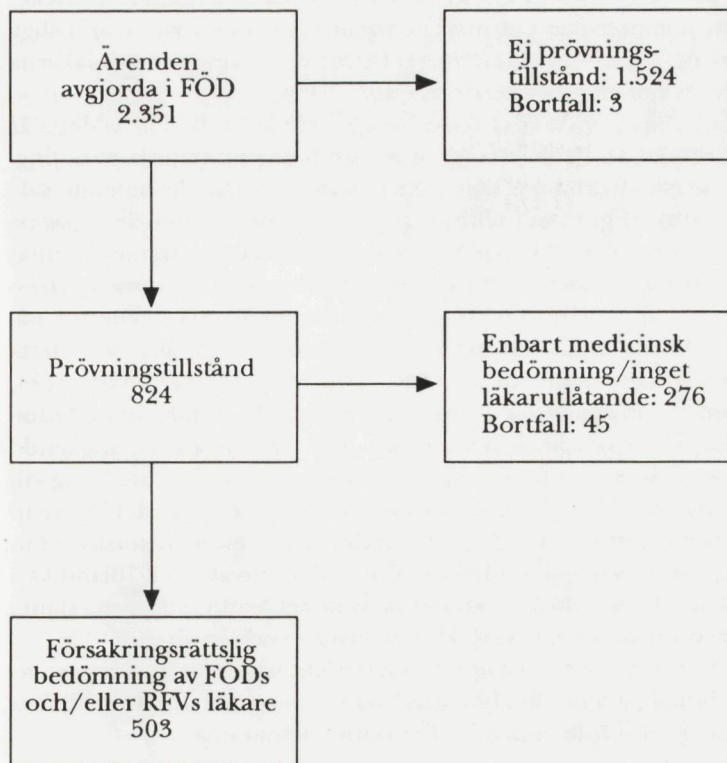 Ärenden
avgjorda i FÖD
2.351
Ej prövnings-
tillstånd: 1.524
Bortfall: 3
Prövningstillstånd
824
Enbart medicinsk
bedömning/inget
läkarutlåtande: 276
Bortfall: 45
Försäkringsrättslig
bedömning av FÖDs
och/eller RFVs läkare
503